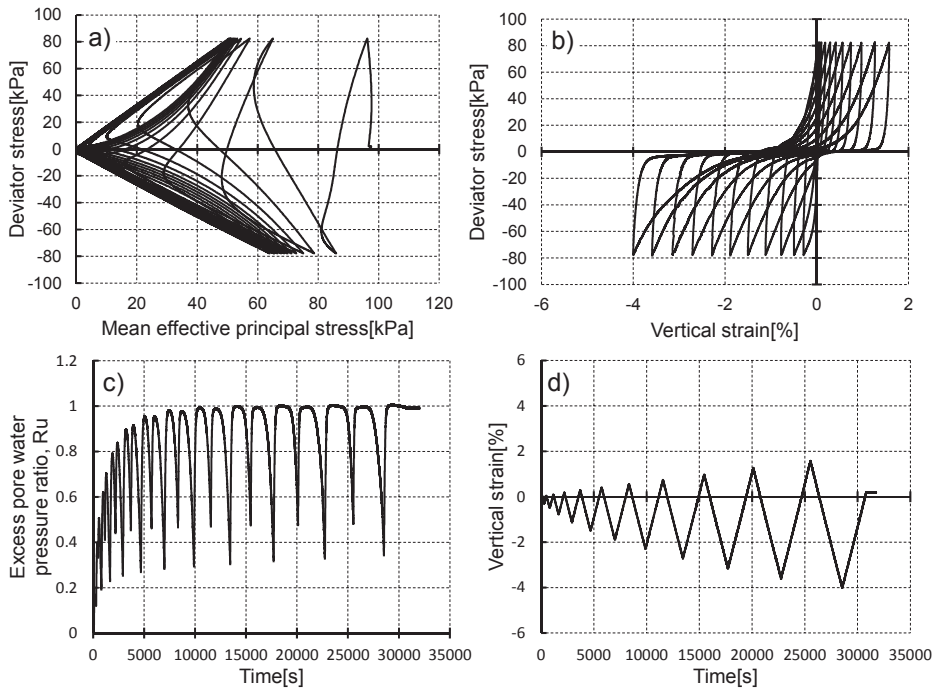 a)
Deviator stress[kPa]
100
80
60
40
20
0
-20
-40
-60
-80
-100
0 20 40 60 80 100 120
Mean effective principal stress[kPa]
b)
Deviator stress[kPa]
100
80
60
40
20
0
-20
-40
-60
-80
-100
-6 -4 -2 0 2
Vertical strain[%]
c)
Excess pore water
pressure ratio, Ru
1.2
1
0.8
0.6
0.4
0.2
0
0 5000 10000 15000 20000 25000 30000 35000
Time[s]
d)
Vertical strain[%]
6
4
2
0
-2
-4
-6
0 5000 10000 15000 20000 25000 30000 35000
Time[s]